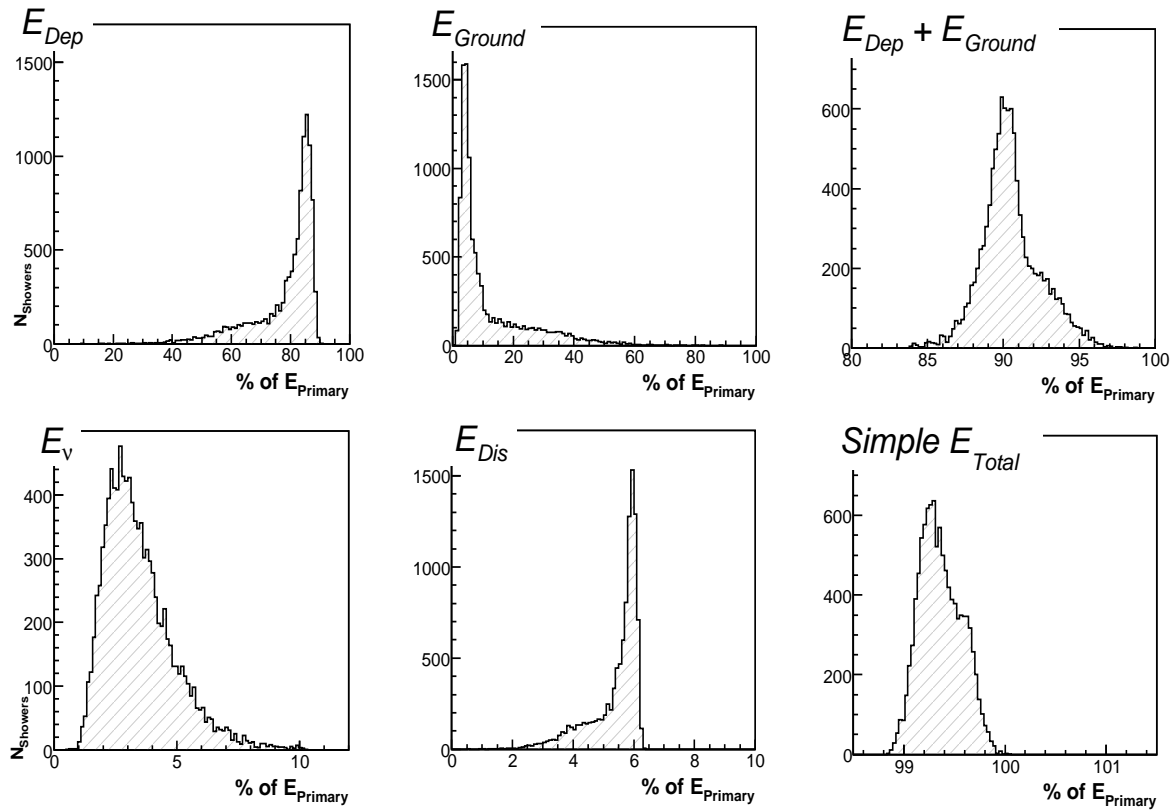 E_Dep
1500
1000
500
0
N_Showers
0 20 40 60 80 100
% of E_Primary
E_Ground
1500
1000
500
0
0 20 40 60 80 100
% of E_Primary
E_Dep + E_Ground
600
400
200
0
80 85 90 95 100
% of E_Primary
E_ν
400
300
200
100
0
N_Showers
5 10
% of E_Primary
E_Dis
1500
1000
500
0
0 2 4 6 8 10
% of E_Primary
Simple E_Total
600
400
200
0
99 100 101
% of E_Primary